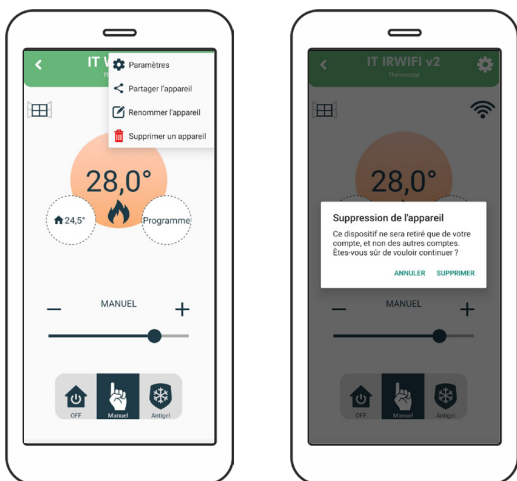 IT
Paramètres
Partager l'appareil
Renommer l'appareil
Supprimer un appareil
28,0°
24,5°
Programme
MANUEL
OFF
Manuel
Antigel
IT IRWIFI v2
Thermostat
28,0°
Suppression de l'appareil
Ce dispositif ne sera retiré que de votre
compte, et non des autres comptes.
Êtes-vous sûr de vouloir continuer ?
ANNULER SUPPRIMER
MANUEL
OFF
Manuel
Antigel